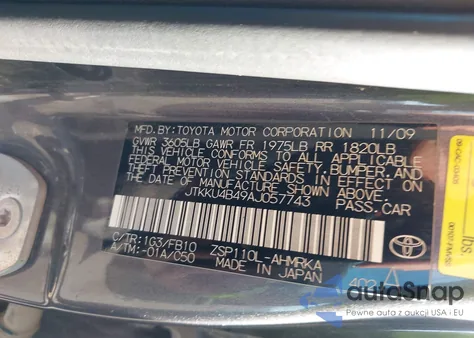 MFD.BY:TOYOTA MOTOR CORPORATION 11/09
GVWR 3605LB GAWR FR 1975LB RR 1820LB
THIS VEHICLE CONFORMS TO ALL APPLICABLE
FEDERAL MOTOR VEHICLE SAFETY, BUMPER, AND
THEFT PREVENTION STANDARDS IN EFFECT ON
THE DATE OF MANUFACTURE SHOWN ABOVE.
JTKKU4B49AJ057743 PASS.CAR
C/TR:1G3/FB10 ZSP110L-AHMRKA
A/TM:-01A/C50 MADE IN JAPAN
TOYOTA
402 A
lbs
autoSnap
Pewne auta z aukcji USA i EU